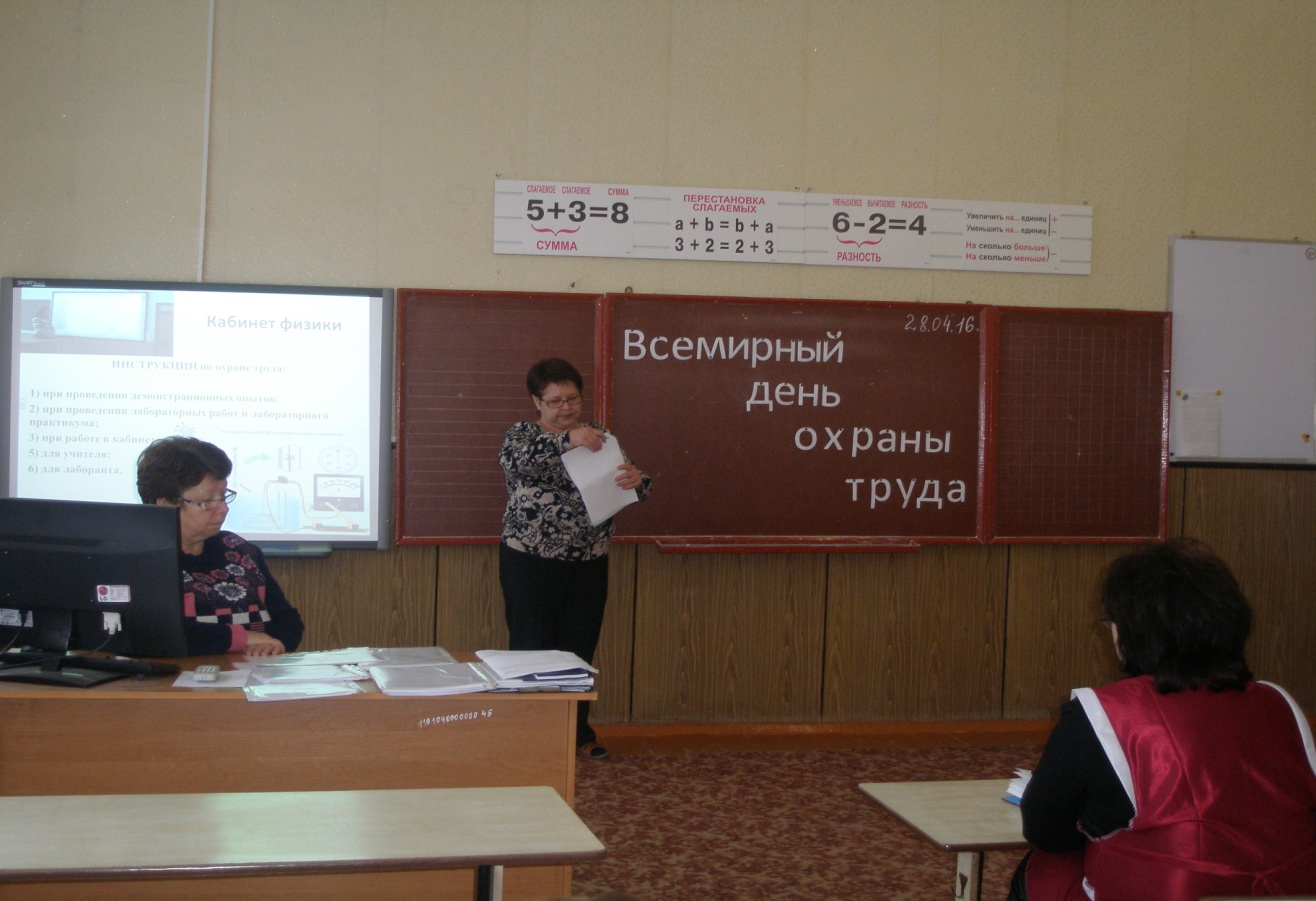 СЛАГАЕМОЕ СЛАГАЕМОЕ СУММА
5+3=8
СУММА
ПЕРЕСТАНОВКА
СЛАГАЕМЫХ
a + b = b + a
3 + 2 = 2 + 3
УМЕНЬШАЕМОЕ ВЫЧИТАЕМОЕ РАЗНОСТЬ
6-2=4
РАЗНОСТЬ
Увеличить на... единиц +
Уменьшить на... единиц −
На сколько больше
На сколько меньше −
SMART
Кабинет физики
ИНСТРУКЦИИ по охране труда:
1) при проведении демонстрационных опытов;
2) при проведении лабораторных работ и лабораторного
практикума;
3) при работе в кабинете
5) для учителя;
6) для лаборанта.
28.04.16.
Всемирный
день
охраны
труда
LG